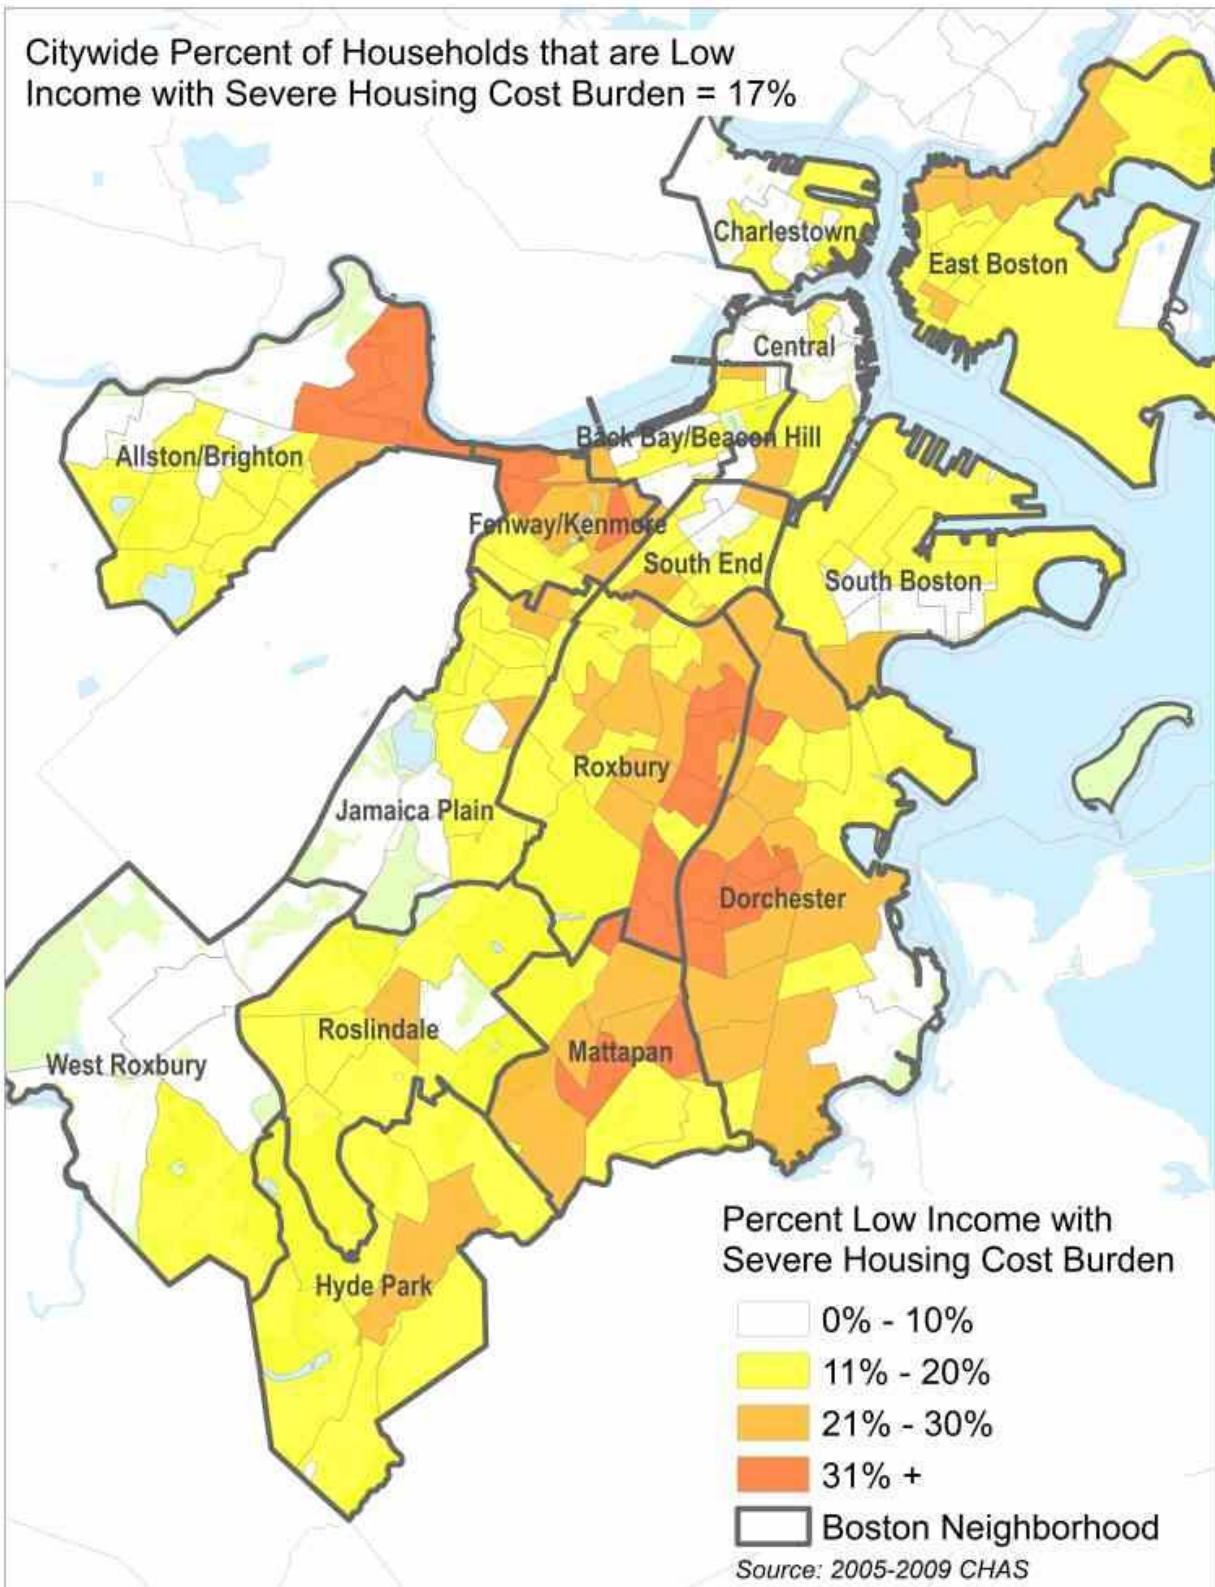 Citywide Percent of Households that are Low
Income with Severe Housing Cost Burden = 17%
Charlestown
East Boston
Central
Back Bay/Beacon Hill
Allston/Brighton
Fenway/Kenmore
South End
South Boston
Roxbury
Jamaica Plain
Dorchester
Roslindale
Mattapan
West Roxbury
Hyde Park
Percent Low Income with
Severe Housing Cost Burden
0% - 10%
11% - 20%
21% - 30%
31% +
Boston Neighborhood
Source: 2005-2009 CHAS